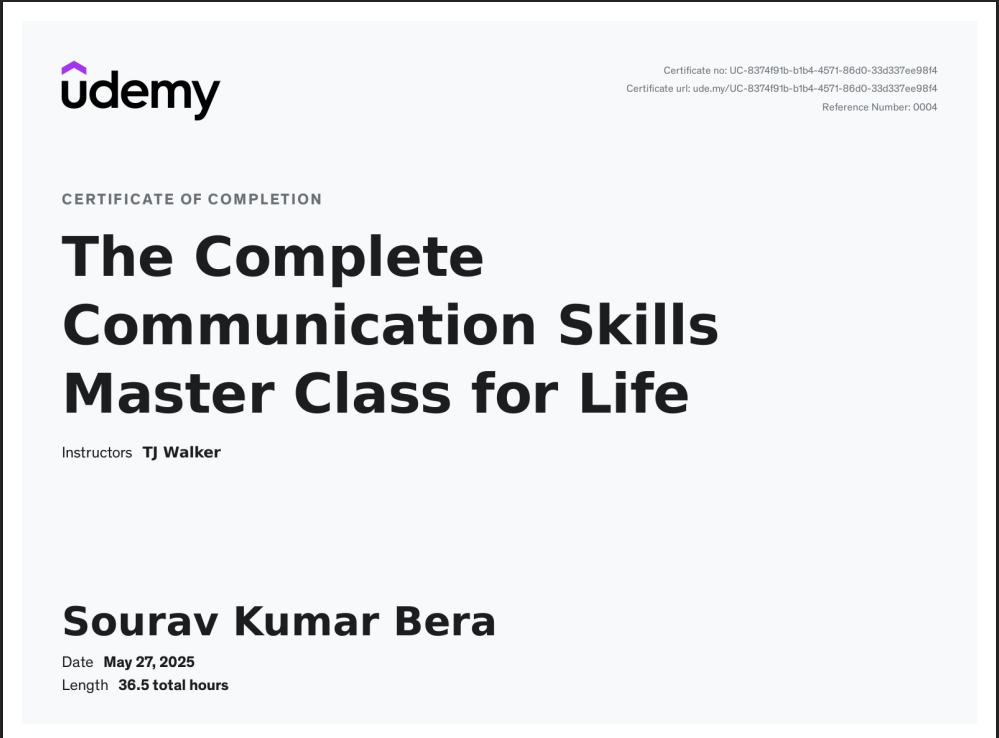 udemy
Certificate no: UC-8374f91b-b1b4-4571-86d0-33d337ee98f4
Certificate url: ude.my/UC-8374f91b-b1b4-4571-86d0-33d337ee98f4
Reference Number: 0004
CERTIFICATE OF COMPLETION
The Complete
Communication Skills
Master Class for Life
Instructors TJ Walker
Sourav Kumar Bera
Date May 27, 2025
Length 36.5 total hours